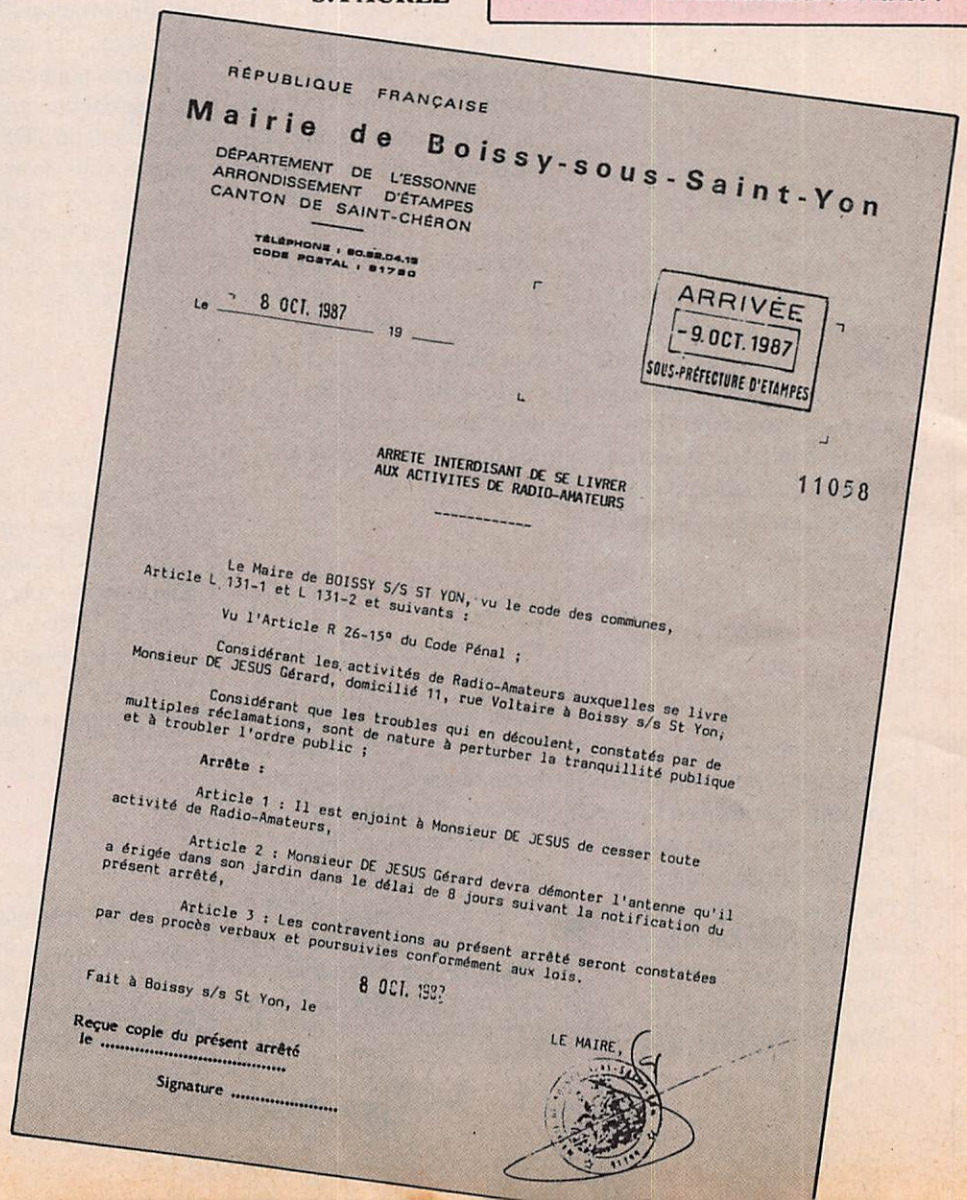 S. FAUREZ
RÉPUBLIQUE FRANÇAISE
Mairie de Boissy-sous-Saint-Yon
DÉPARTEMENT DE L'ESSONNE
ARRONDISSEMENT D'ÉTAMPES
CANTON DE SAINT-CHÉRON
TÉLÉPHONE :
CODE POSTAL : 91790
Le 8 OCT. 1987 19
ARRIVÉE
-9. OCT. 1987
SOUS-PRÉFECTURE D'ETAMPES
11058
ARRETE INTERDISANT DE SE LIVRER
AUX ACTIVITES DE RADIO-AMATEURS
------------
Le Maire de BOISSY S/S ST YON, vu le code des communes,
Article L 131-1 et L 131-2 et suivants :
Vu l'Article R 26-15° du Code Pénal ;
Considérant les activités de Radio-Amateurs auxquelles se livre
Monsieur DE JESUS Gérard, domicilié 11, rue Voltaire à Boissy s/s St Yon,
Considérant que les troubles qui en découlent, constatés par de
multiples réclamations, sont de nature à perturber la tranquillité publique
et à troubler l'ordre public ;
Arrête :
Article 1 : Il est enjoint à Monsieur DE JESUS de cesser toute
activité de Radio-Amateurs,
Article 2 : Monsieur DE JESUS Gérard devra démonter l'antenne qu'il
a érigée dans son jardin dans le délai de 8 jours suivant la notification du
présent arrêté,
Article 3 : Les contraventions au présent arrêté seront constatées
par des procès verbaux et poursuivies conformément aux lois.
Fait à Boissy s/s St Yon, le 8 OCT. 1987
Reçue copie du présent arrêté
le ......................................
Signature ......................
LE MAIRE,